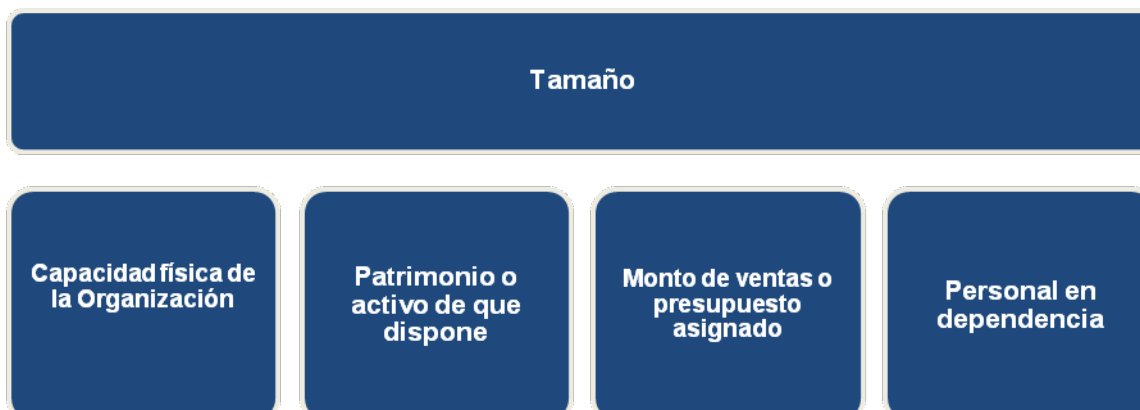 Tamaño
Capacidad física de
la Organización
Patrimonio o
activo de que
dispone
Monto de ventas o
presupuesto
asignado
Personal en
dependencia